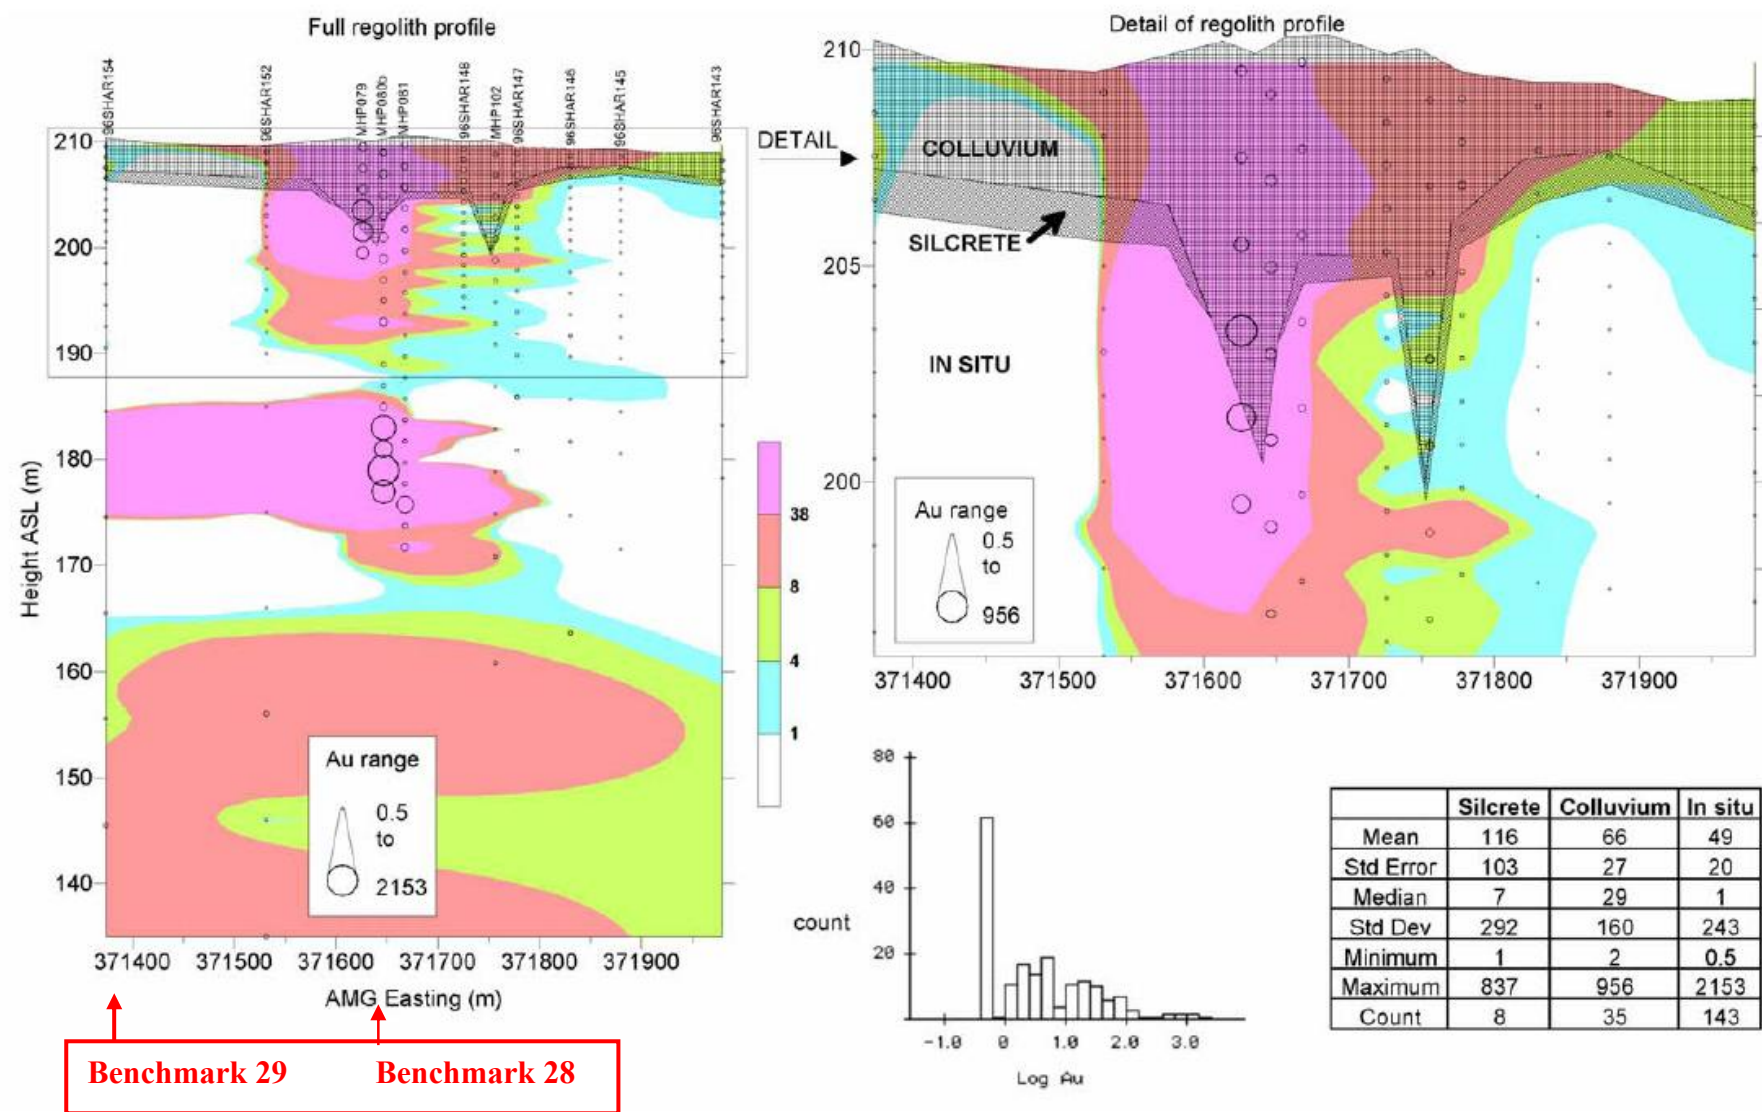 Full regolith profile
96SHAR154
96SHAR152
MHP079
MHP080b
MHP081
96SHAR148
MHP102
96SHAR147
96SHAR146
96SHAR145
96SHAR143
210
200
190
180
170
160
150
140
Height ASL (m)
371400 371500 371600 371700 371800 371900
AMG Easting (m)
Au range
0.5
to
2153
38
8
4
1
DETAIL
Benchmark 29 Benchmark 28
Detail of regolith profile
210
205
200
COLLUVIUM
SILCRETE
IN SITU
Au range
0.5
to
956
371400 371500 371600 371700 371800 371900
80
60
40
20
count
-1.0 0 1.0 2.0 3.0
Log Au
Silcrete Colluvium In situ
Mean 116 66 49
Std Error 103 27 20
Median 7 29 1
Std Dev 292 160 243
Minimum 1 2 0.5
Maximum 837 956 2153
Count 8 35 143